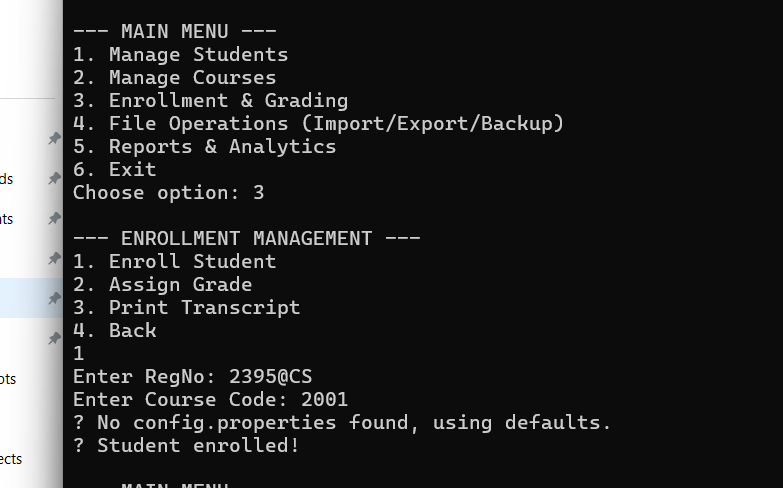 --- MAIN MENU ---
1. Manage Students
2. Manage Courses
3. Enrollment & Grading
4. File Operations (Import/Export/Backup)
5. Reports & Analytics
6. Exit
Choose option: 3
--- ENROLLMENT MANAGEMENT ---
1. Enroll Student
2. Assign Grade
3. Print Transcript
4. Back
1
Enter RegNo: 2395@CS
Enter Course Code: 2001
? No config.properties found, using defaults.
? Student enrolled!
--- MAIN MENU ---
ds
nts
ots
ects